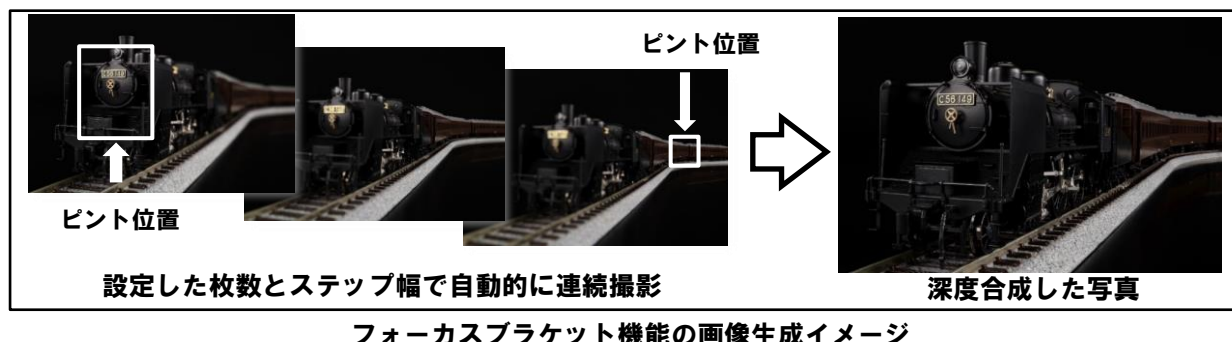 ピント位置
ピント位置
C56 149
設定した枚数とステップ幅で自動的に連続撮影
深度合成した写真
フォーカスブラケット機能の画像生成イメージ